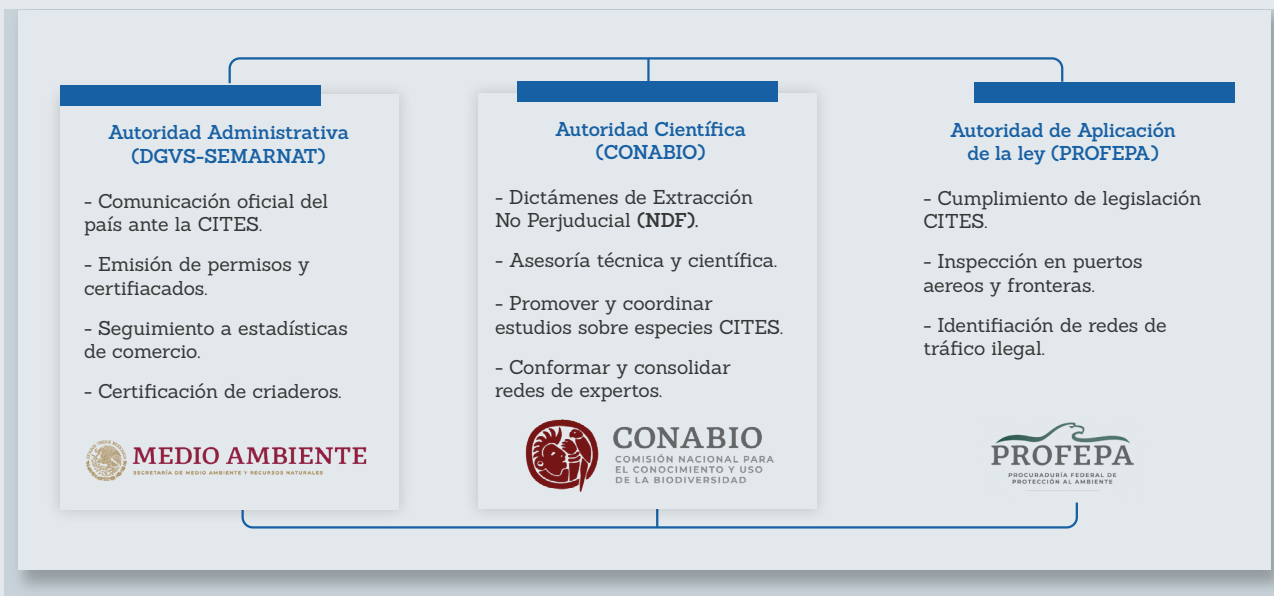 Autoridad Administrativa
(DGVS-SEMARNAT)
- Comunicación oficial del
país ante la CITES.
- Emisión de permisos y
certifiacados.
- Seguimiento a estadísticas
de comercio.
- Certificación de criaderos.
MEDIO AMBIENTE
SECRETARÍA DE MEDIO AMBIENTE Y RECURSOS NATURALES
Autoridad Científica
(CONABIO)
- Dictámenes de Extracción
No Perjuducial (NDF).
- Asesoría técnica y científica.
- Promover y coordinar
estudios sobre especies CITES.
- Conformar y consolidar
redes de expertos.
CONABIO
COMISIÓN NACIONAL PARA
EL CONOCIMIENTO Y USO
DE LA BIODIVERSIDAD
Autoridad de Aplicación
de la ley (PROFEPA)
- Cumplimiento de legislación
CITES.
- Inspección en puertos
aereos y fronteras.
- Identifiación de redes de
tráfico ilegal.
PROFEPA
PROCURADURÍA FEDERAL DE
PROTECCIÓN AL AMBIENTE